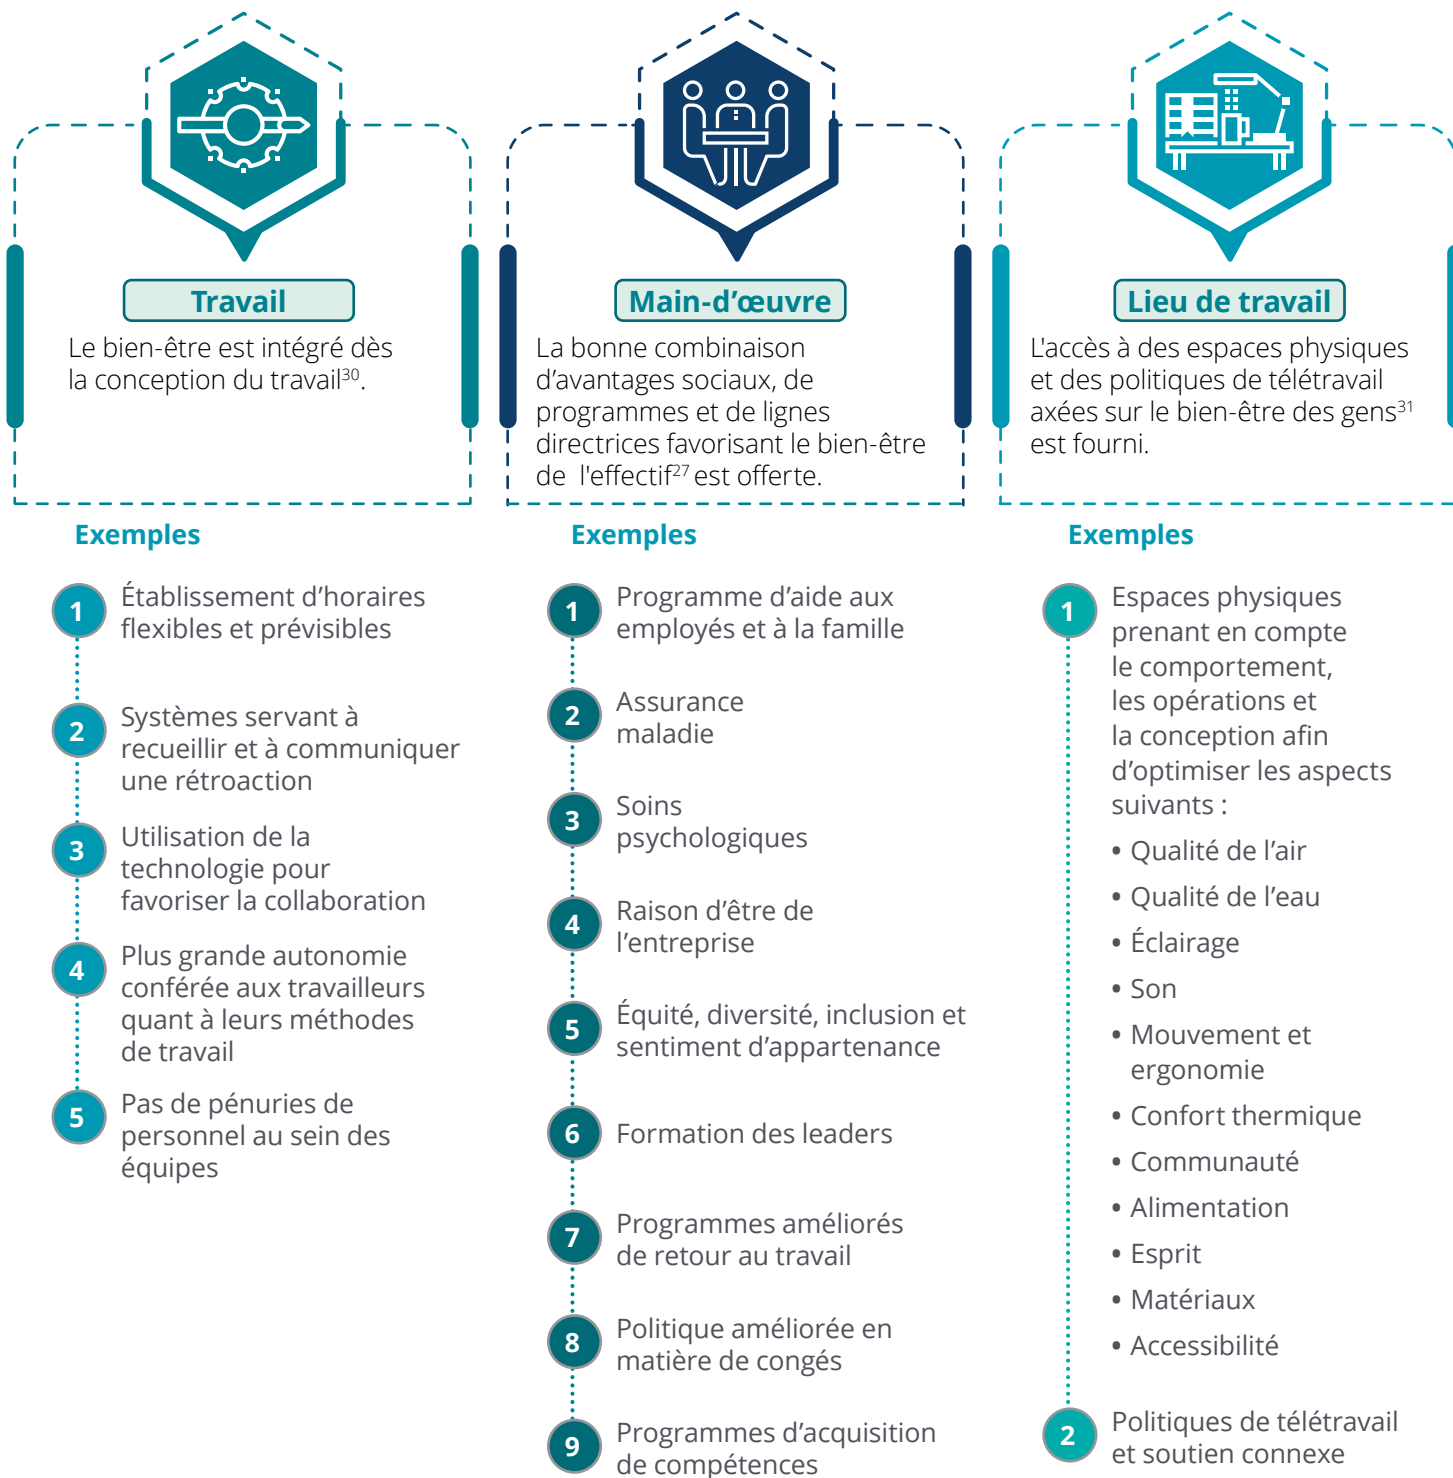 Travail
Le bien-être est intégré dès
la conception du travail³⁰.
Exemples
1
Établissement d’horaires
flexibles et prévisibles
2
Systèmes servant à
recueillir et à communiquer
une rétroaction
3
Utilisation de la
technologie pour
favoriser la collaboration
4
Plus grande autonomie
conférée aux travailleurs
quant à leurs méthodes
de travail
5
Pas de pénuries de
personnel au sein des
équipes
Main-d’œuvre
La bonne combinaison
d’avantages sociaux, de
programmes et de lignes
directrices favorisant le bien-être
de l'effectif²⁷ est offerte.
Exemples
1
Programme d’aide aux
employés et à la famille
2
Assurance
maladie
3
Soins
psychologiques
4
Raison d’être de
l’entreprise
5
Équité, diversité, inclusion et
sentiment d’appartenance
6
Formation des leaders
7
Programmes améliorés
de retour au travail
8
Politique améliorée en
matière de congés
9
Programmes d’acquisition
de compétences
Lieu de travail
L'accès à des espaces physiques
et des politiques de télétravail
axées sur le bien-être des gens³¹
est fourni.
Exemples
1
Espaces physiques
prenant en compte
le comportement,
les opérations et
la conception afin
d’optimiser les aspects
suivants :
• Qualité de l’air
• Qualité de l’eau
• Éclairage
• Son
• Mouvement et
ergonomie
• Confort thermique
• Communauté
• Alimentation
• Esprit
• Matériaux
• Accessibilité
2
Politiques de télétravail
et soutien connexe